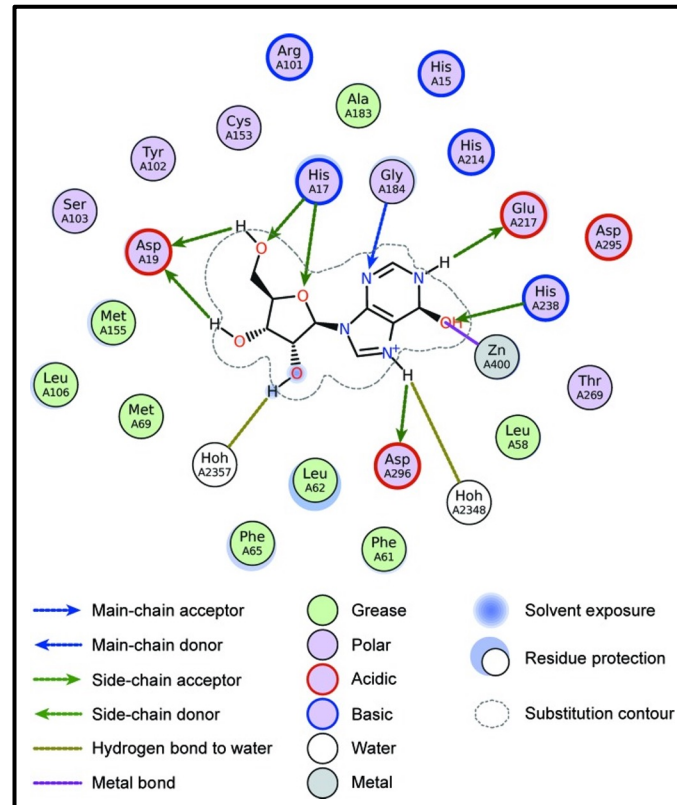 Arg
A101
His
A15
Ala
A183
Cys
A153
His
A214
Tyr
A102
His
A17
Gly
A184
Ser
A103
Glu
A217
Asp
A295
Asp
A19
H
O
H
N
N
O
His
A238
Met
A155
H
O
N
OH
Zn
A400
N+
Leu
A106
O
H
H
Thr
A269
Met
A69
Leu
A58
Hoh
A2357
Asp
A296
Leu
A62
Hoh
A2348
Phe
A65
Phe
A61
Main-chain acceptor
Main-chain donor
Side-chain acceptor
Side-chain donor
Hydrogen bond to water
Metal bond
Grease
Polar
Acidic
Basic
Water
Metal
Solvent exposure
Residue protection
Substitution contour